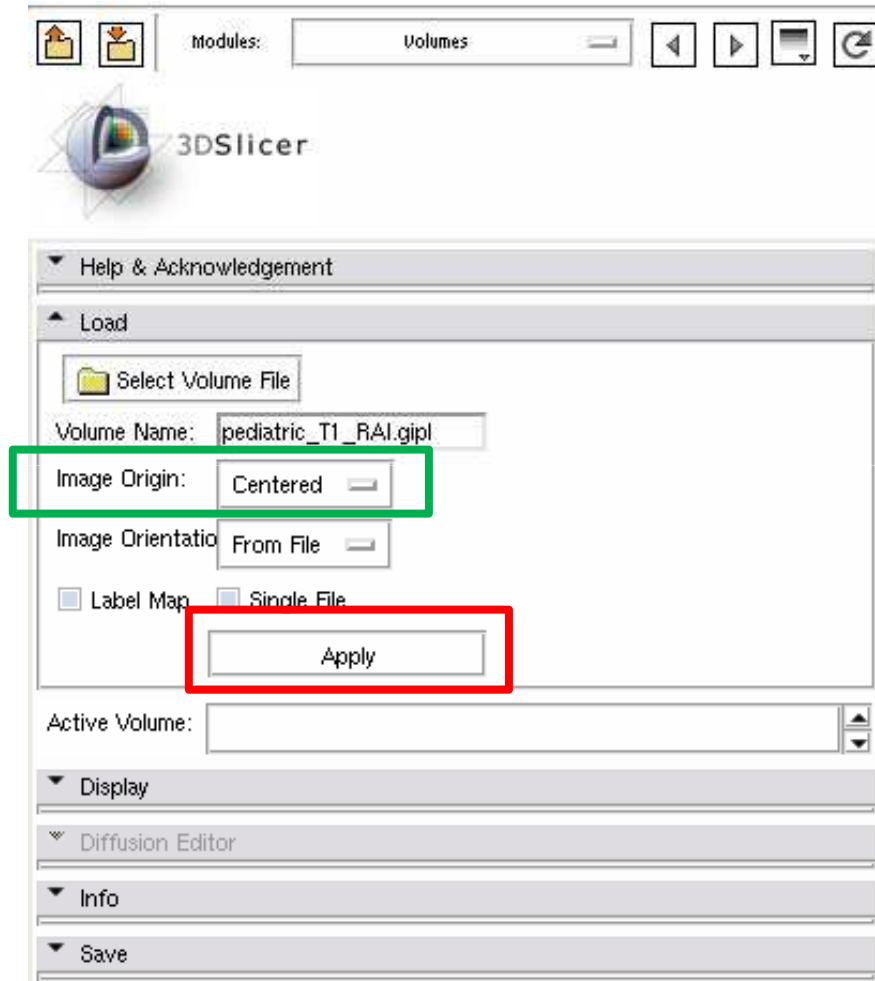 Modules: Volumes
3DSlicer
Help & Acknowledgement
Load
Select Volume File
Volume Name: pediatric_T1_RAI.gipl
Image Origin: Centered
Image Orientatio From File
Label Map Single File
Apply
Active Volume:
Display
Diffusion Editor
Info
Save